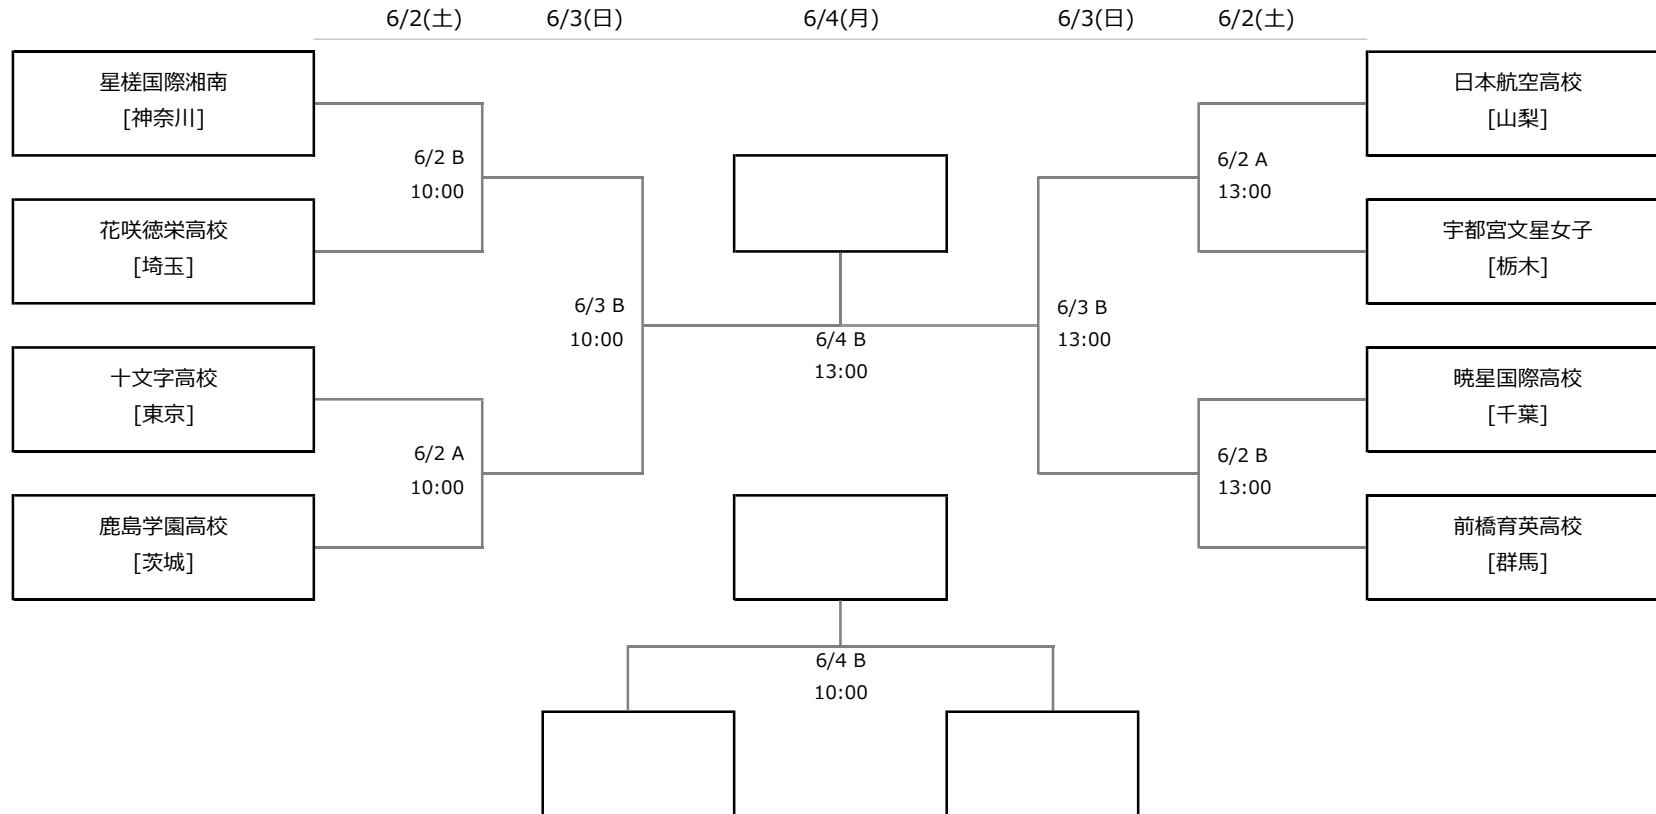 6/2(土)
6/3(日)
6/4(月)
6/3(日)
6/2(土)
星槎国際湘南
[神奈川]
花咲徳栄高校
[埼玉]
十文字高校
[東京]
鹿島学園高校
[茨城]
6/2 B
10:00
6/2 A
10:00
6/3 B
10:00
6/4 B
13:00
6/3 B
13:00
6/2 A
13:00
6/2 B
13:00
日本航空高校
[山梨]
宇都宮文星女子
[栃木]
暁星国際高校
[千葉]
前橋育英高校
[群馬]
6/4 B
10:00